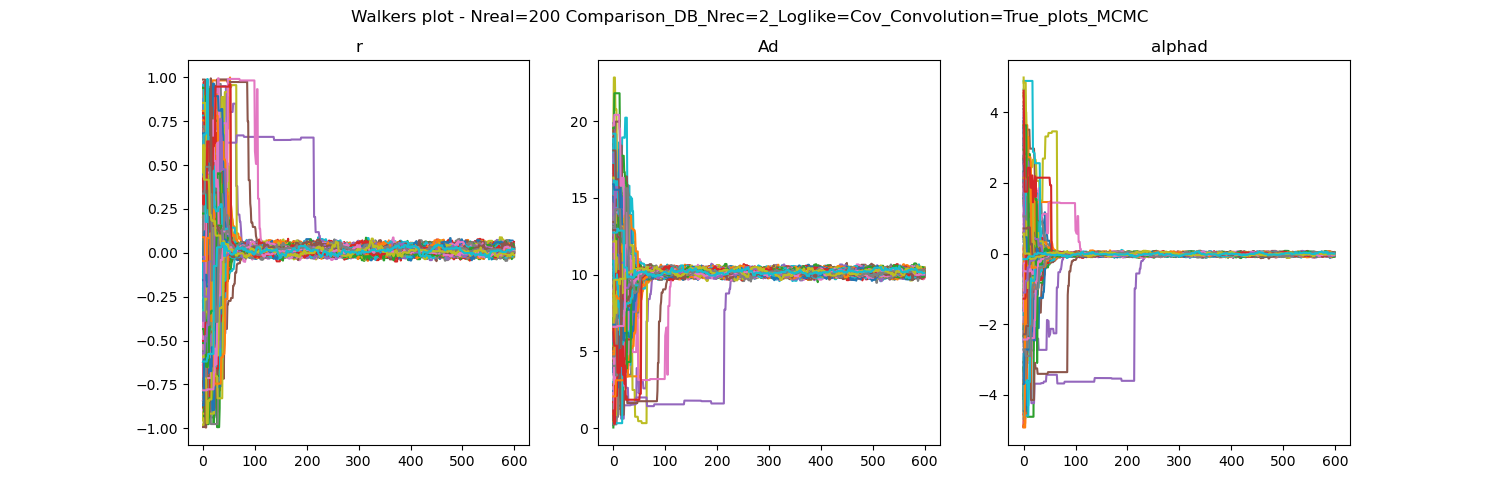 Walkers plot - Nreal=200 Comparison_DB_Nrec=2_Loglike=Cov_Convolution=True_plots_MCMC
r
1.00
0.75
0.50
0.25
0.00
−0.25
−0.50
−0.75
−1.00
0 100 200 300 400 500 600
Ad
20
15
10
5
0
0 100 200 300 400 500 600
alphad
4
2
0
−2
−4
0 100 200 300 400 500 600